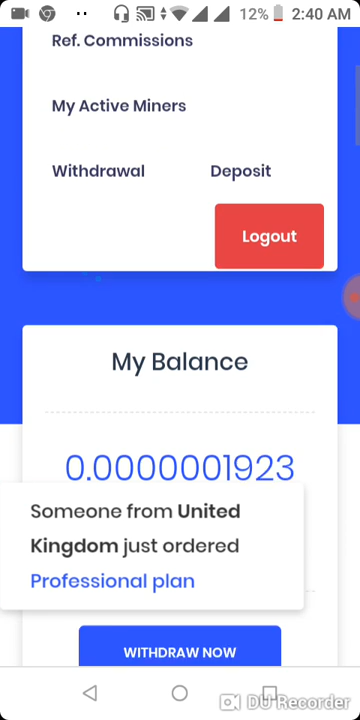 12% 2:40 AM
Ref. Commissions
My Active Miners
Withdrawal Deposit
Logout
My Balance
0.0000001923
Someone from United
Kingdom just ordered
Professional plan
WITHDRAW NOW
DU Recorder